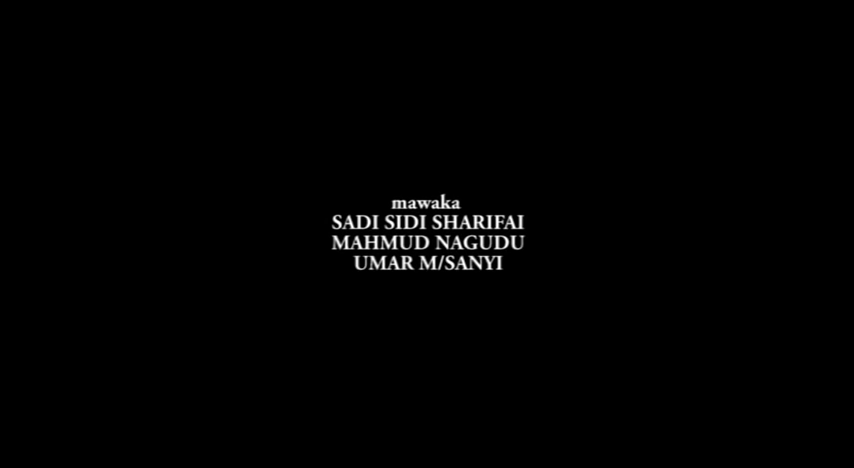 mawaka
SADI SIDI SHARIFAI
MAHMUD NAGUDU
UMAR M/SANYI